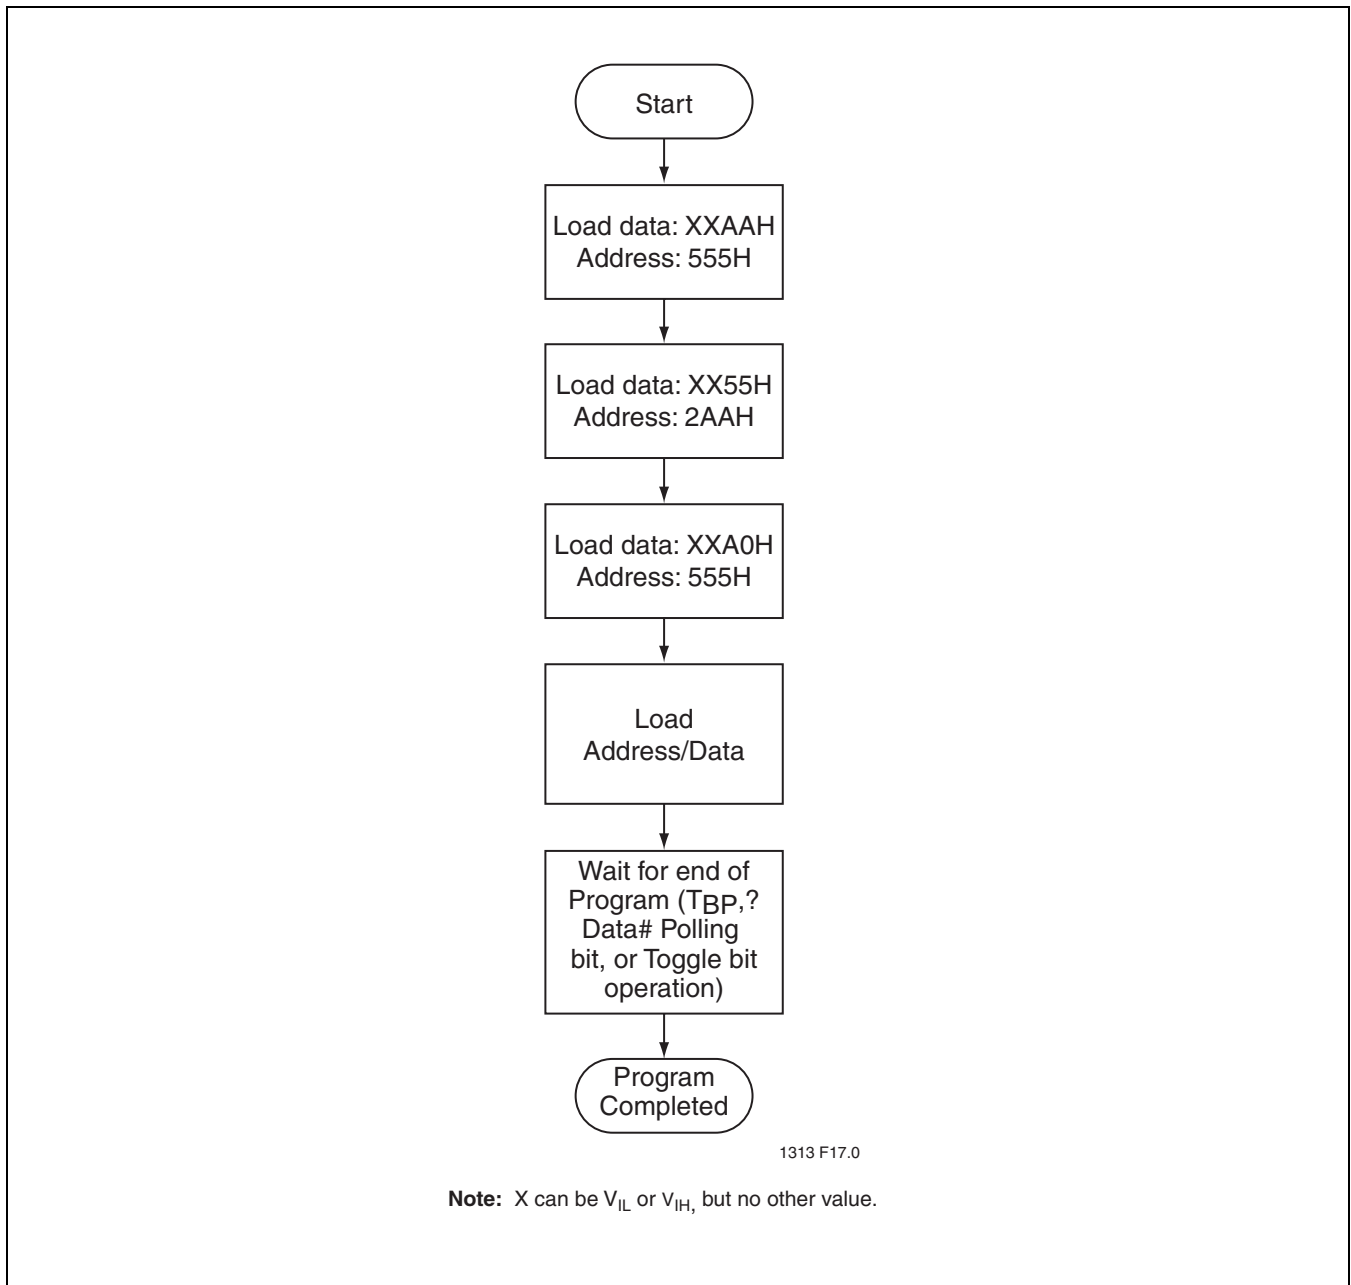 Start
Load data: XXAAH
Address: 555H
Load data: XX55H
Address: 2AAH
Load data: XXA0H
Address: 555H
Load
Address/Data
Wait for end of
Program (TBP,?
Data# Polling
bit, or Toggle bit
operation)
Program
Completed
1313 F17.0
Note: X can be VIL or VIH, but no other value.